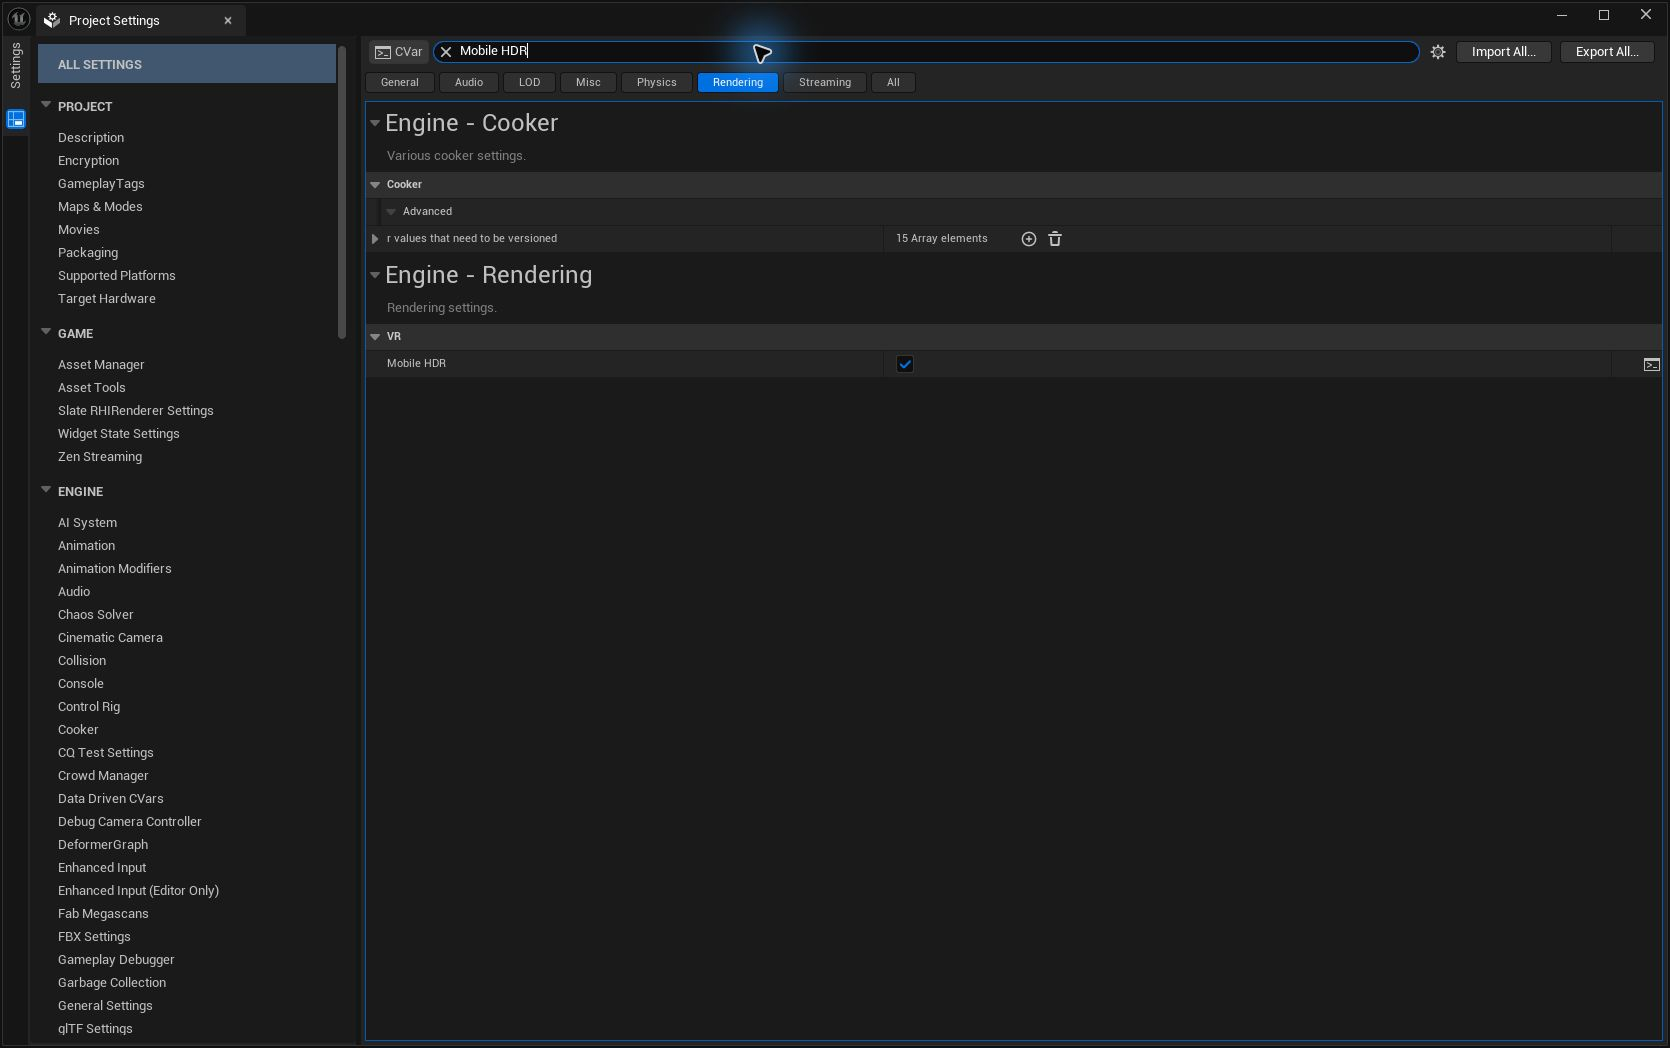 Project Settings
Settings
CVar
Mobile HDR
Import All...
Export All...
General
Audio
LOD
Misc
Physics
Rendering
Streaming
All
ALL SETTINGS
PROJECT
Description
Encryption
GameplayTags
Maps & Modes
Movies
Packaging
Supported Platforms
Target Hardware
GAME
Asset Manager
Asset Tools
Slate RHIRenderer Settings
Widget State Settings
Zen Streaming
ENGINE
AI System
Animation
Animation Modifiers
Audio
Chaos Solver
Cinematic Camera
Collision
Console
Control Rig
Cooker
CQ Test Settings
Crowd Manager
Data Driven CVars
Debug Camera Controller
DeformerGraph
Enhanced Input
Enhanced Input (Editor Only)
Fab Megascans
FBX Settings
Gameplay Debugger
Garbage Collection
General Settings
glTF Settings
Engine - Cooker
Various cooker settings.
Cooker
Advanced
r values that need to be versioned
15 Array elements
Engine - Rendering
Rendering settings.
VR
Mobile HDR